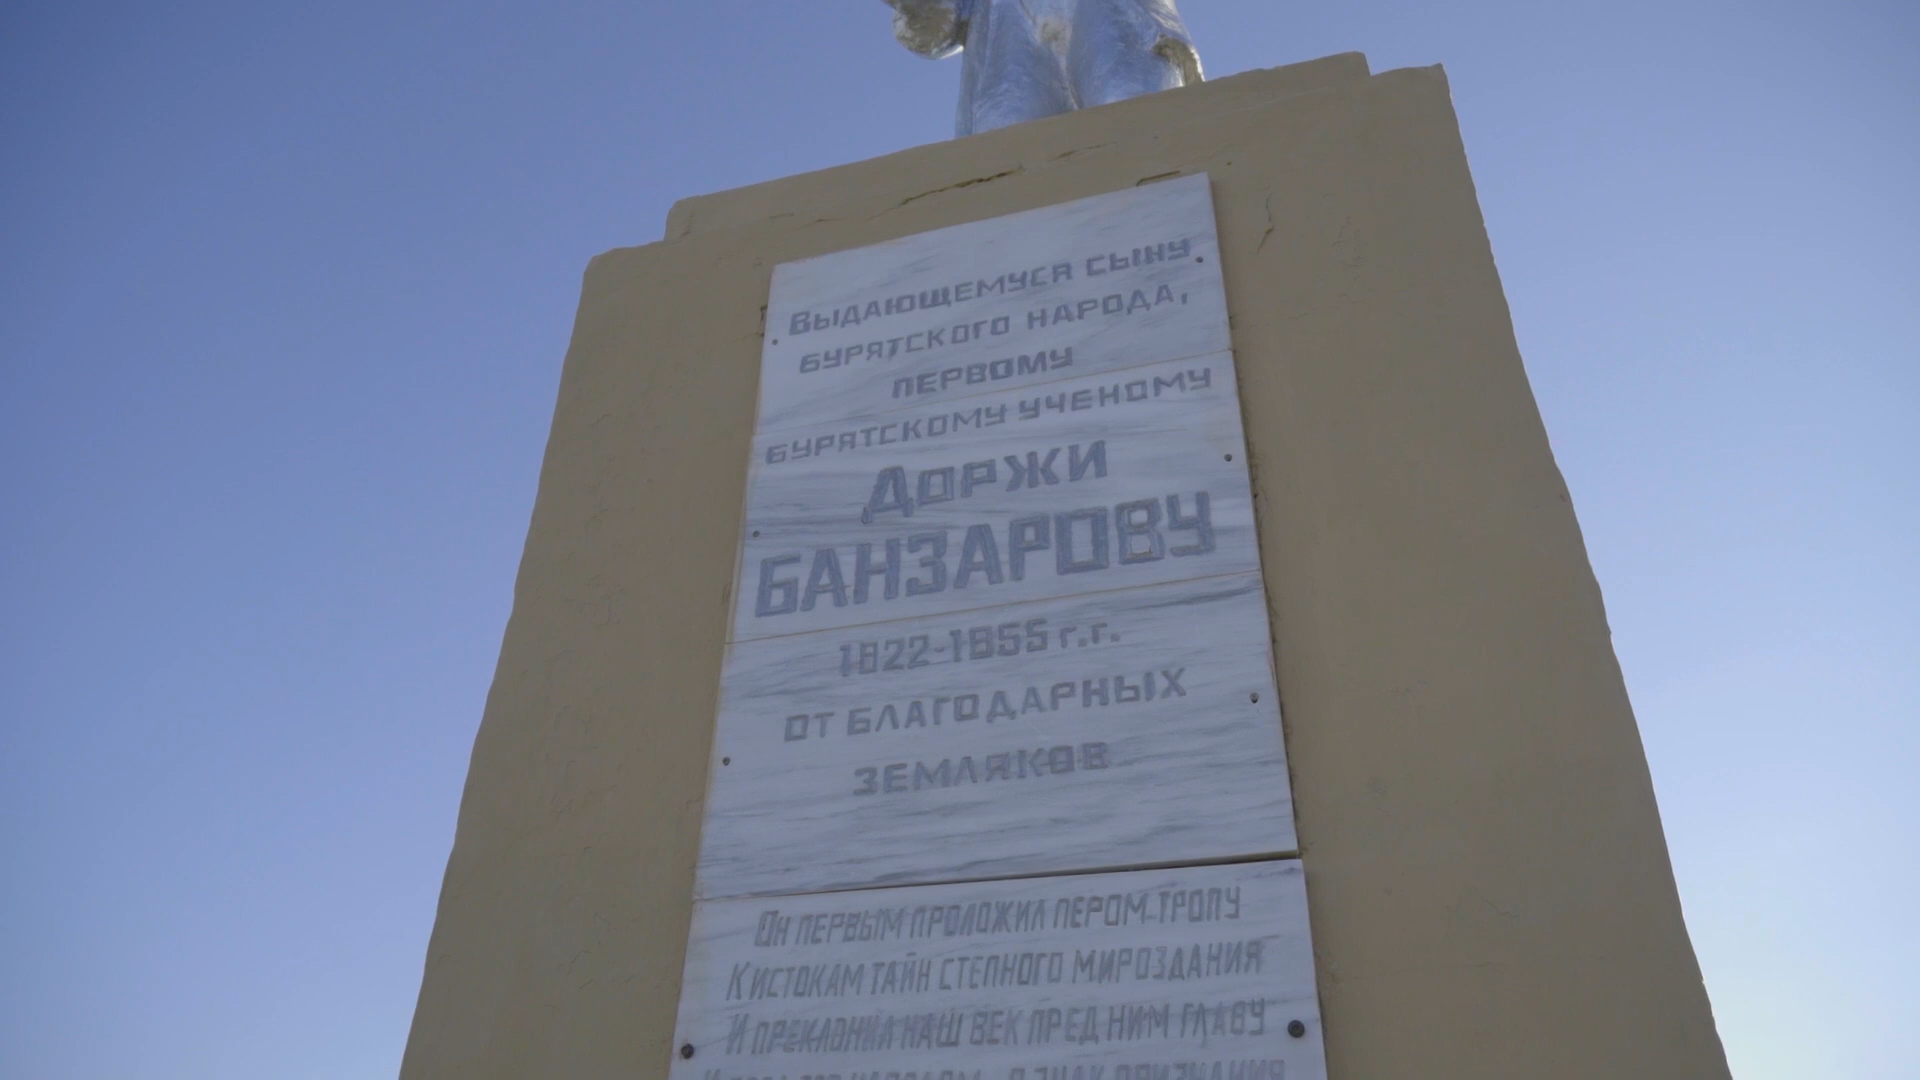 Выдающемуся сыну
бурятского народа,
первому
бурятскому ученому
Доржи
БАНЗАРОВУ
1822-1855 г.г.
от благодарных
земляков
Он первым проложил пером тропу
К истокам тайн степного мироздания
И преклонил наш век пред ним главу
признания